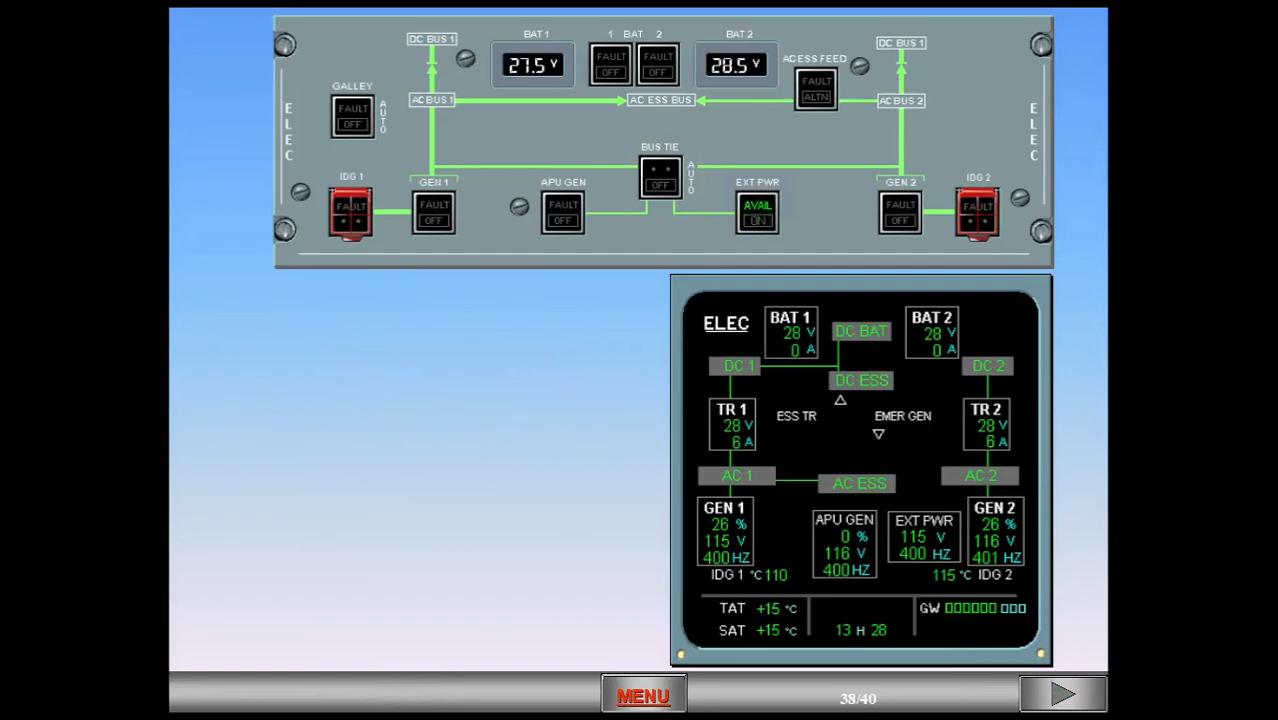 BAT 1
1 BAT 2
BAT 2
DC BUS 1
DC BUS 1
27.5 V
FAULT
OFF
FAULT
OFF
28.5 V
AC ESS FEED
FAULT
ALTN
GALLEY
FAULT
OFF
AUTO
AC BUS 1
AC ESS BUS
AC BUS 2
ELEC
ELEC
BUS TIE
OFF
AUTO
IDG 1
FAULT
GEN 1
FAULT
OFF
APU GEN
FAULT
OFF
EXT PWR
AVAIL
ON
GEN 2
FAULT
OFF
IDG 2
FAULT
ELEC
BAT 1
28 V
0 A
DC BAT
BAT 2
28 V
0 A
DC 1
DC ESS
DC 2
TR 1
28 V
6 A
ESS TR
EMER GEN
TR 2
28 V
6 A
AC 1
AC ESS
AC 2
GEN 1
26 %
115 V
400 HZ
APU GEN
0 %
116 V
400 HZ
EXT PWR
115 V
400 HZ
GEN 2
26 %
116 V
401 HZ
IDG 1 °C 110
115 °C IDG 2
TAT +15 °C
GW
SAT +15 °C
13 H 28
MENU
38/40